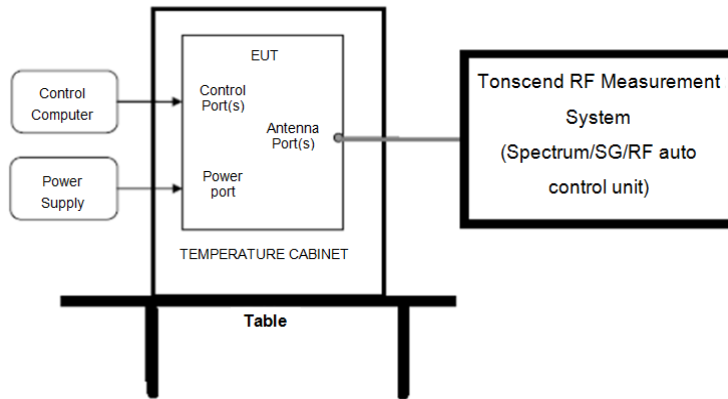 EUT
Control
Computer
Control
Port(s)
Antenna
Port(s)
Power
Supply
Power
port
TEMPERATURE CABINET
Table
Tonscend RF Measurement
System
(Spectrum/SG/RF auto
control unit)